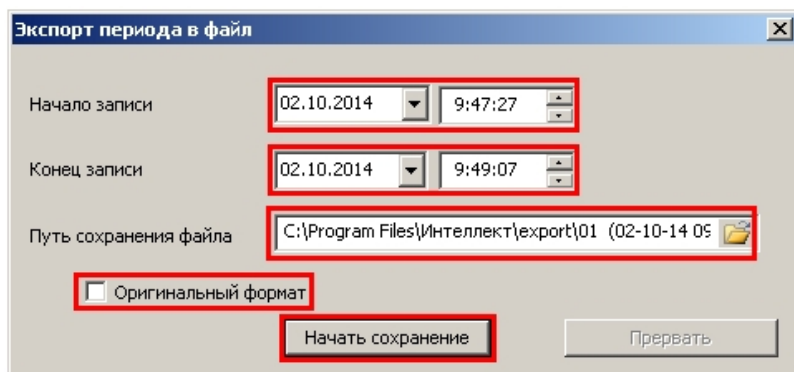 Экспорт периода в файл
Начало записи 02.10.2014 9:47:27
Конец записи 02.10.2014 9:49:07
Путь сохранения файла C:\Program Files\Интеллект\export\01 (02-10-14 09
Оригинальный формат
Начать сохранение Прервать